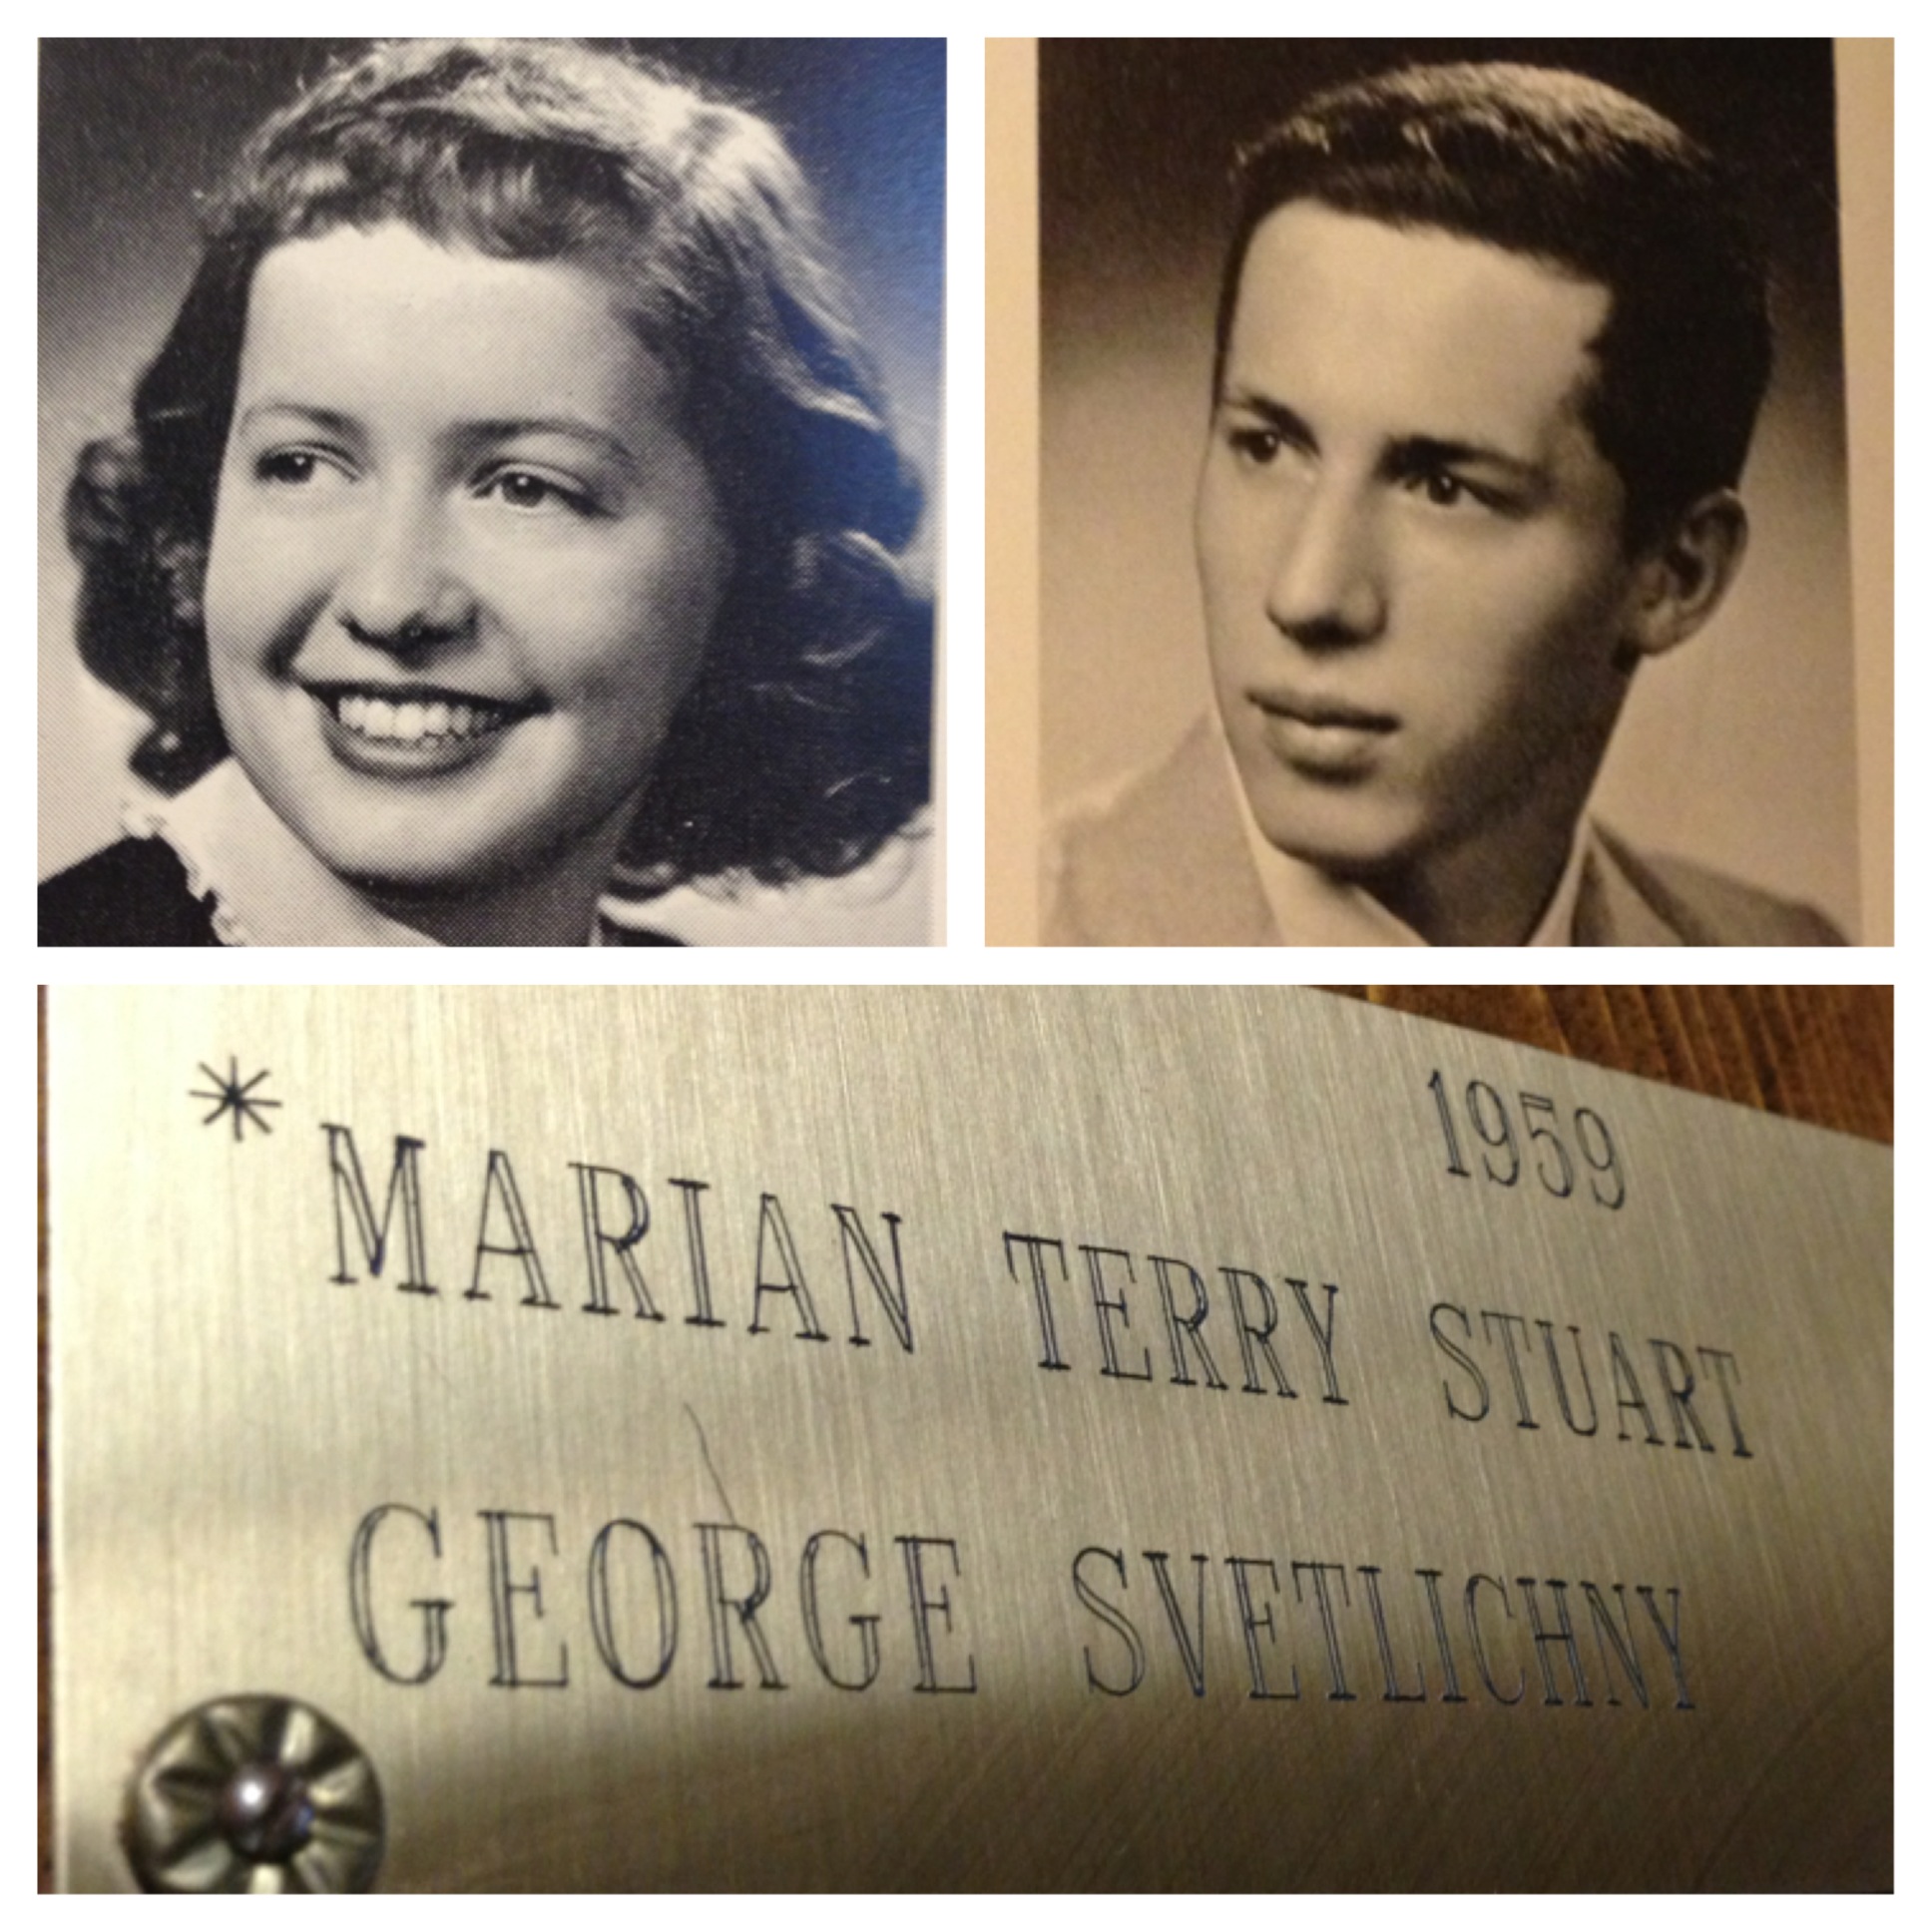 1959
*MARIAN TERRY STUART
GEORGE SVETLICHNY